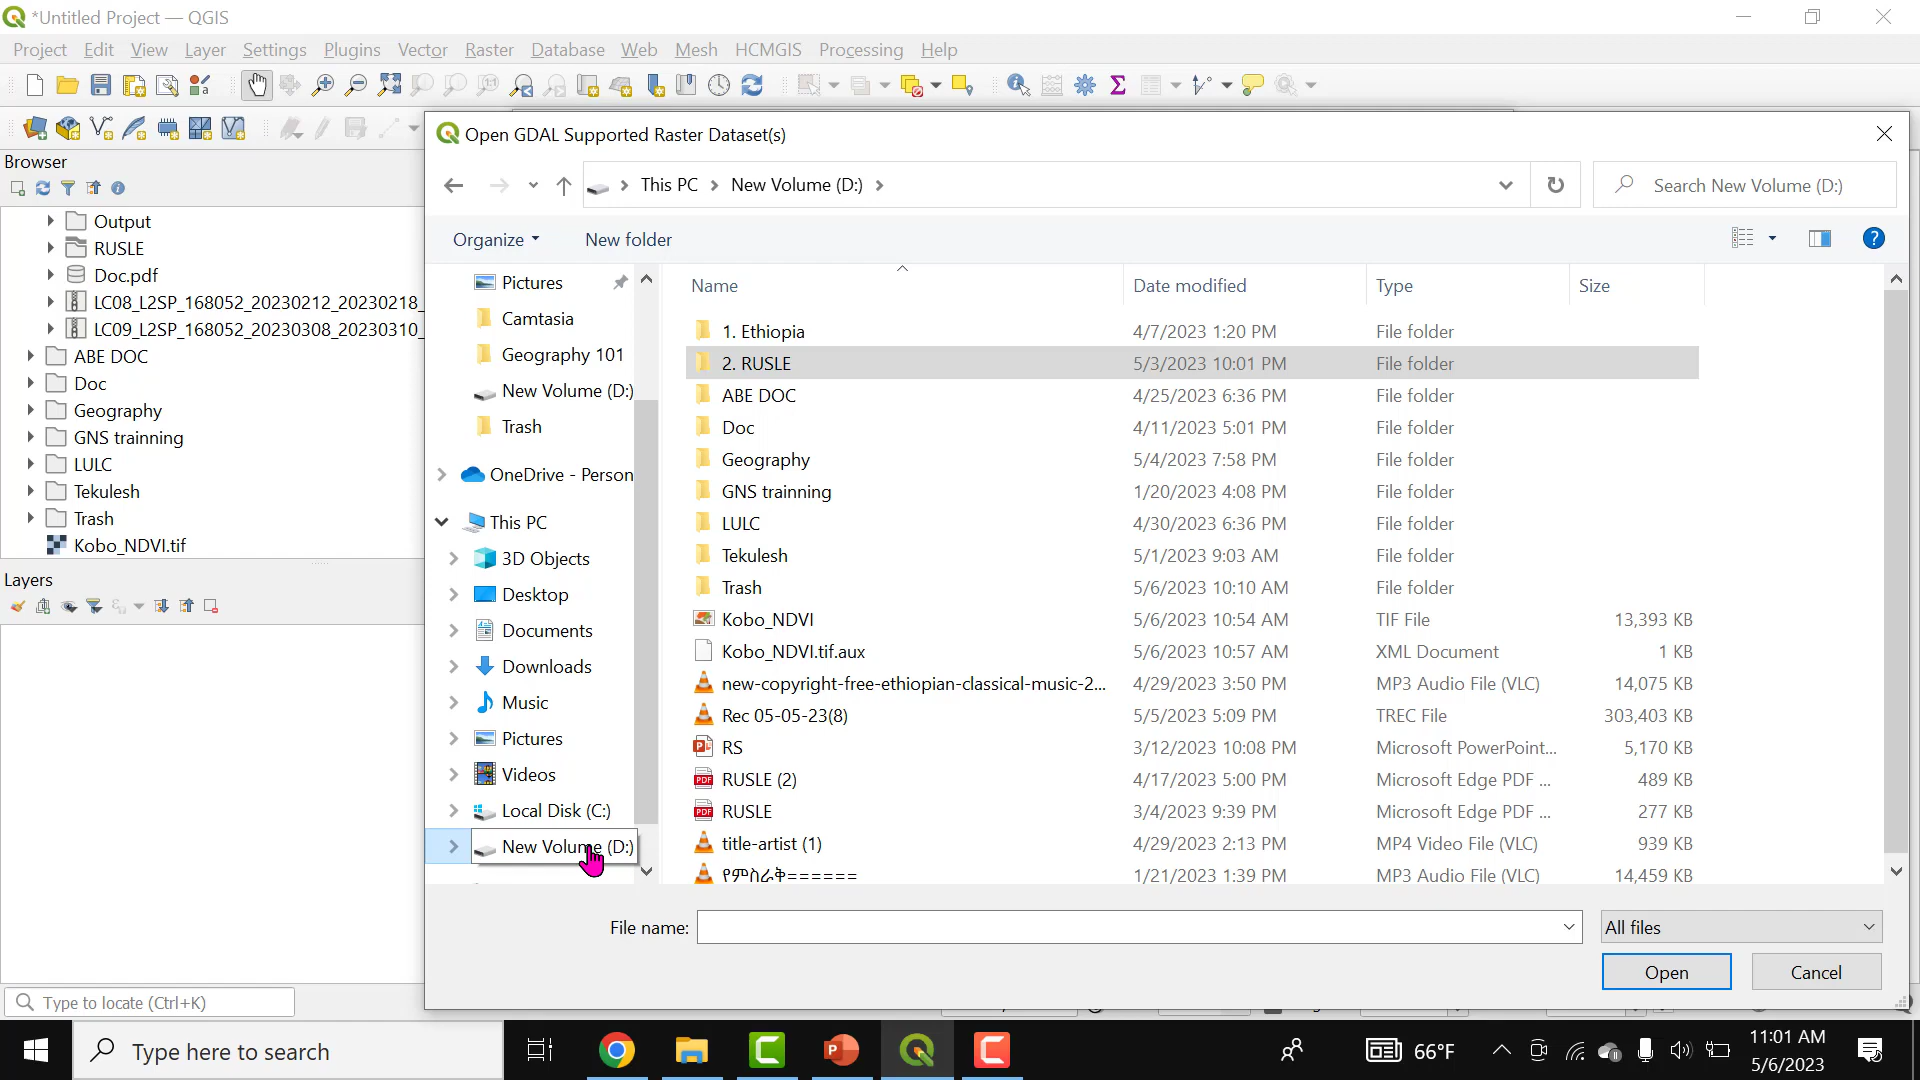 *Untitled Project — QGIS
Project Edit View Layer Settings Plugins Vector Raster Database Web Mesh HCMGIS Processing Help
Browser
Output
RUSLE
Doc.pdf
LC08_L2SP_168052_20230212_20230218_
LC09_L2SP_168052_20230308_20230310_
ABE DOC
Doc
Geography
GNS trainning
LULC
Tekulesh
Trash
Kobo_NDVI.tif
Layers
Type to locate (Ctrl+K)
Open GDAL Supported Raster Dataset(s)
This PC > New Volume (D:) >
Search New Volume (D:)
Organize New folder
Pictures
Camtasia
Geography 101
New Volume (D:)
Trash
OneDrive - Person
This PC
3D Objects
Desktop
Documents
Downloads
Music
Pictures
Videos
Local Disk (C:)
New Volume (D:)
Name Date modified Type Size
1. Ethiopia 4/7/2023 1:20 PM File folder
2. RUSLE 5/3/2023 10:01 PM File folder
ABE DOC 4/25/2023 6:36 PM File folder
Doc 4/11/2023 5:01 PM File folder
Geography 5/4/2023 7:58 PM File folder
GNS trainning 1/20/2023 4:08 PM File folder
LULC 4/30/2023 6:36 PM File folder
Tekulesh 5/1/2023 9:03 AM File folder
Trash 5/6/2023 10:10 AM File folder
Kobo_NDVI 5/6/2023 10:54 AM TIF File 13,393 KB
Kobo_NDVI.tif.aux 5/6/2023 10:57 AM XML Document 1 KB
new-copyright-free-ethiopian-classical-music-2... 4/29/2023 3:50 PM MP3 Audio File (VLC) 14,075 KB
Rec 05-05-23(8) 5/5/2023 5:09 PM TREC File 303,403 KB
RS 3/12/2023 10:08 PM Microsoft PowerPoint... 5,170 KB
RUSLE (2) 4/17/2023 5:00 PM Microsoft Edge PDF ... 489 KB
RUSLE 3/4/2023 9:39 PM Microsoft Edge PDF ... 277 KB
title-artist (1) 4/29/2023 2:13 PM MP4 Video File (VLC) 939 KB
የምስራቅ====== 1/21/2023 1:39 PM MP3 Audio File (VLC) 14,459 KB
File name: All files
Open Cancel
Type here to search
66°F
11:01 AM
5/6/2023